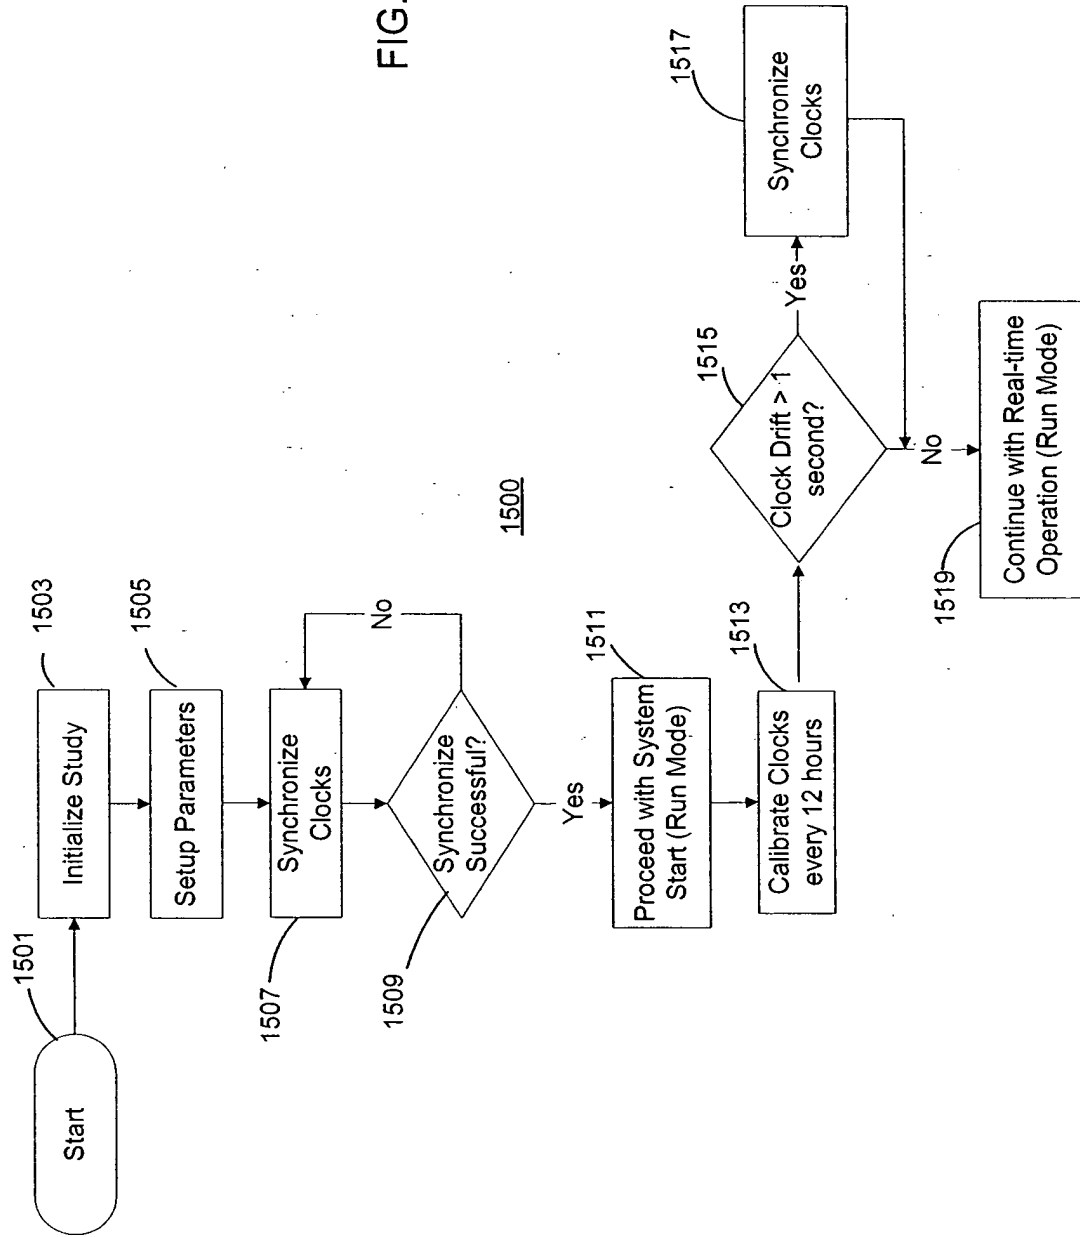 FIG.
1501
Start
1503
Initialize Study
1505
Setup Parameters
1507
Synchronize
Clocks
No
1509
Synchronize
Successful?
Yes
1500
1511
Proceed with System
Start (Run Mode)
1513
Calibrate Clocks
every 12 hours
1515
Clock Drift > 1
second?
Yes
1517
Synchronize
Clocks
No
1519
Continue with Real-time
Operation (Run Mode)